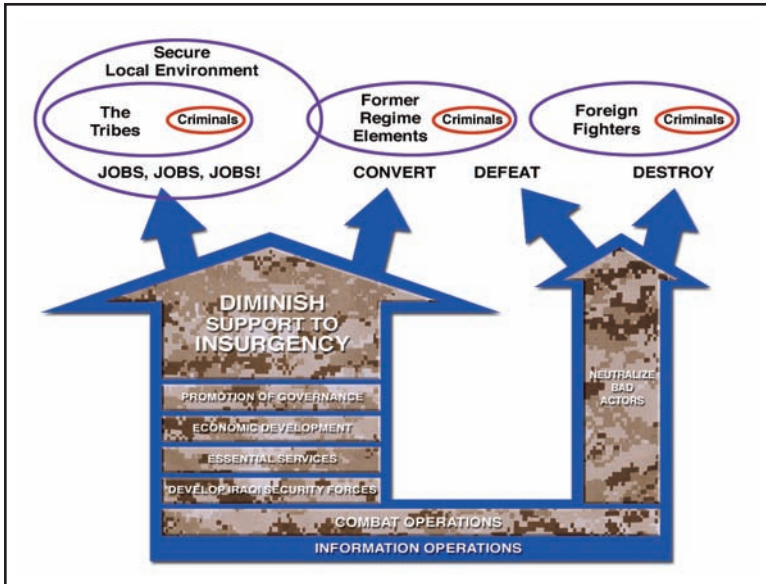 Secure
Local Environment
The
Tribes
Criminals
Former
Regime
Elements
Criminals
Foreign
Fighters
Criminals
JOBS, JOBS, JOBS!
CONVERT
DEFEAT
DESTROY
DIMINISH
SUPPORT TO
INSURGENCY
NEUTRALIZE
BAD
ACTORS
PROMOTION OF GOVERNANCE
ECONOMIC DEVELOPMENT
ESSENTIAL SERVICES
DEVELOP IRAQI SECURITY FORCES
COMBAT OPERATIONS
INFORMATION OPERATIONS